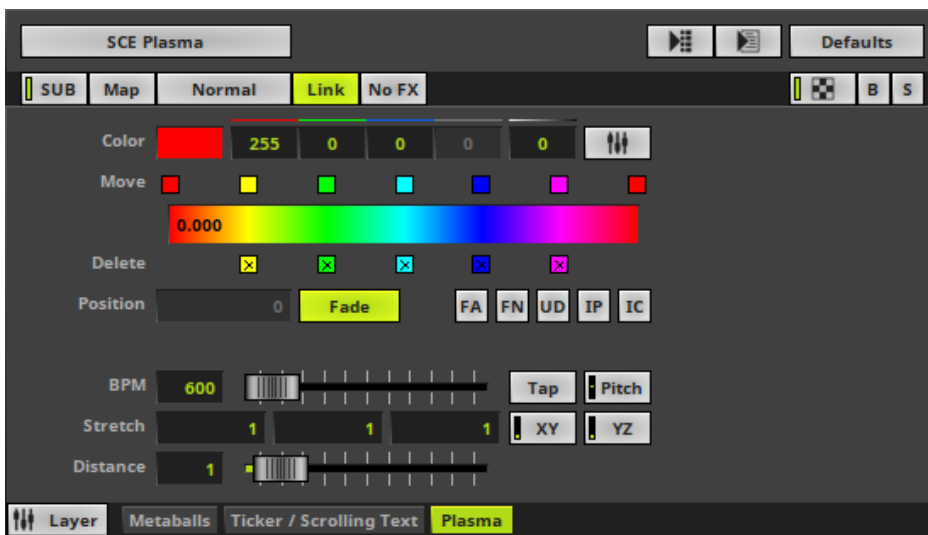 SCE Plasma Defaults
SUB Map Normal Link No FX B S
Color 255 0 0 0 0
Move
0.000
Delete
Position 0 Fade FA FN UD IP IC
BPM 600 Tap Pitch
Stretch 1 1 1 XY YZ
Distance 1
Layer Metaballs Ticker / Scrolling Text Plasma